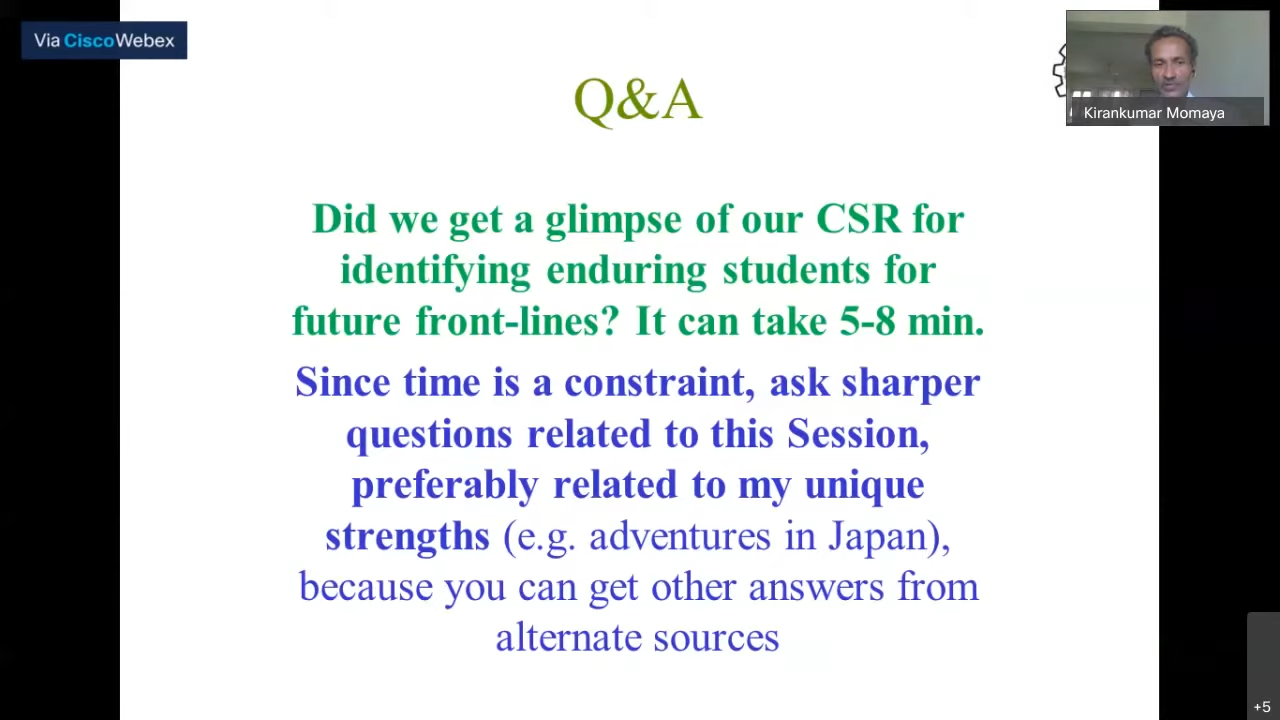 Via CiscoWebex
Q&A
Kirankumar Momaya
Did we get a glimpse of our CSR for
identifying enduring students for
future front-lines? It can take 5-8 min.
Since time is a constraint, ask sharper
questions related to this Session,
preferably related to my unique
strengths (e.g. adventures in Japan),
because you can get other answers from
alternate sources
+5